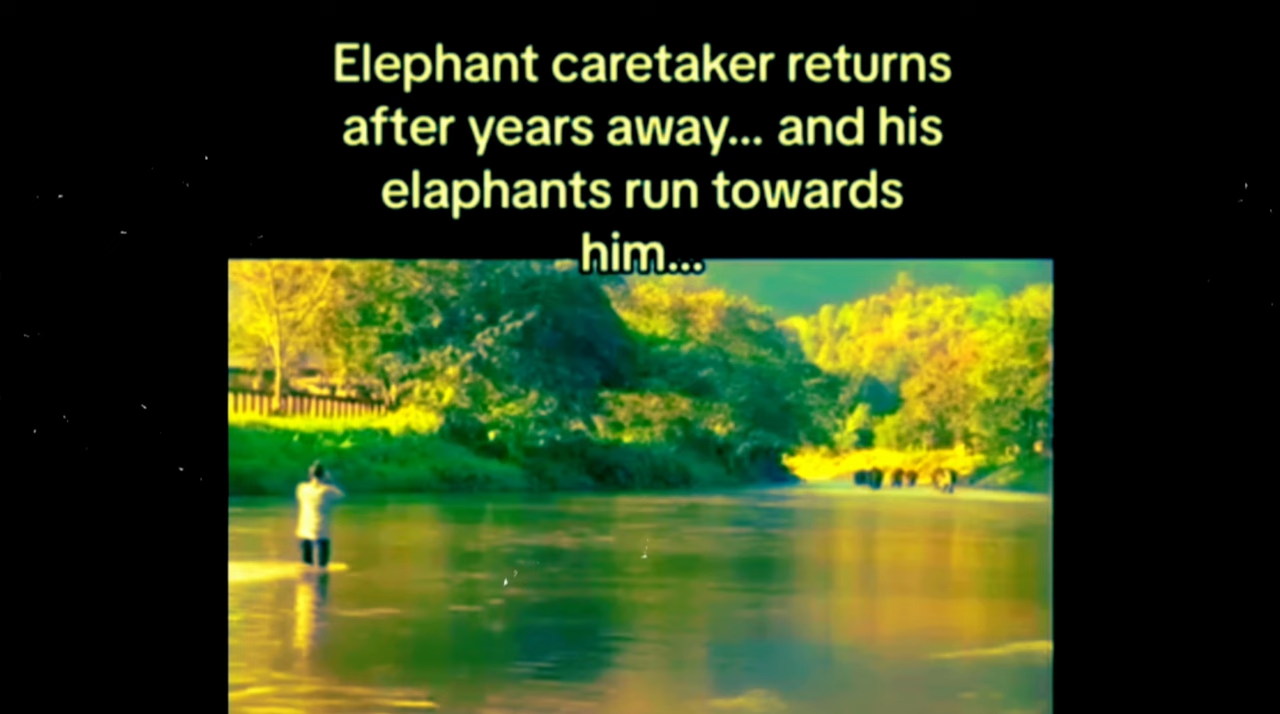 Elephant caretaker returns
after years away... and his
elaphants run towards
him...